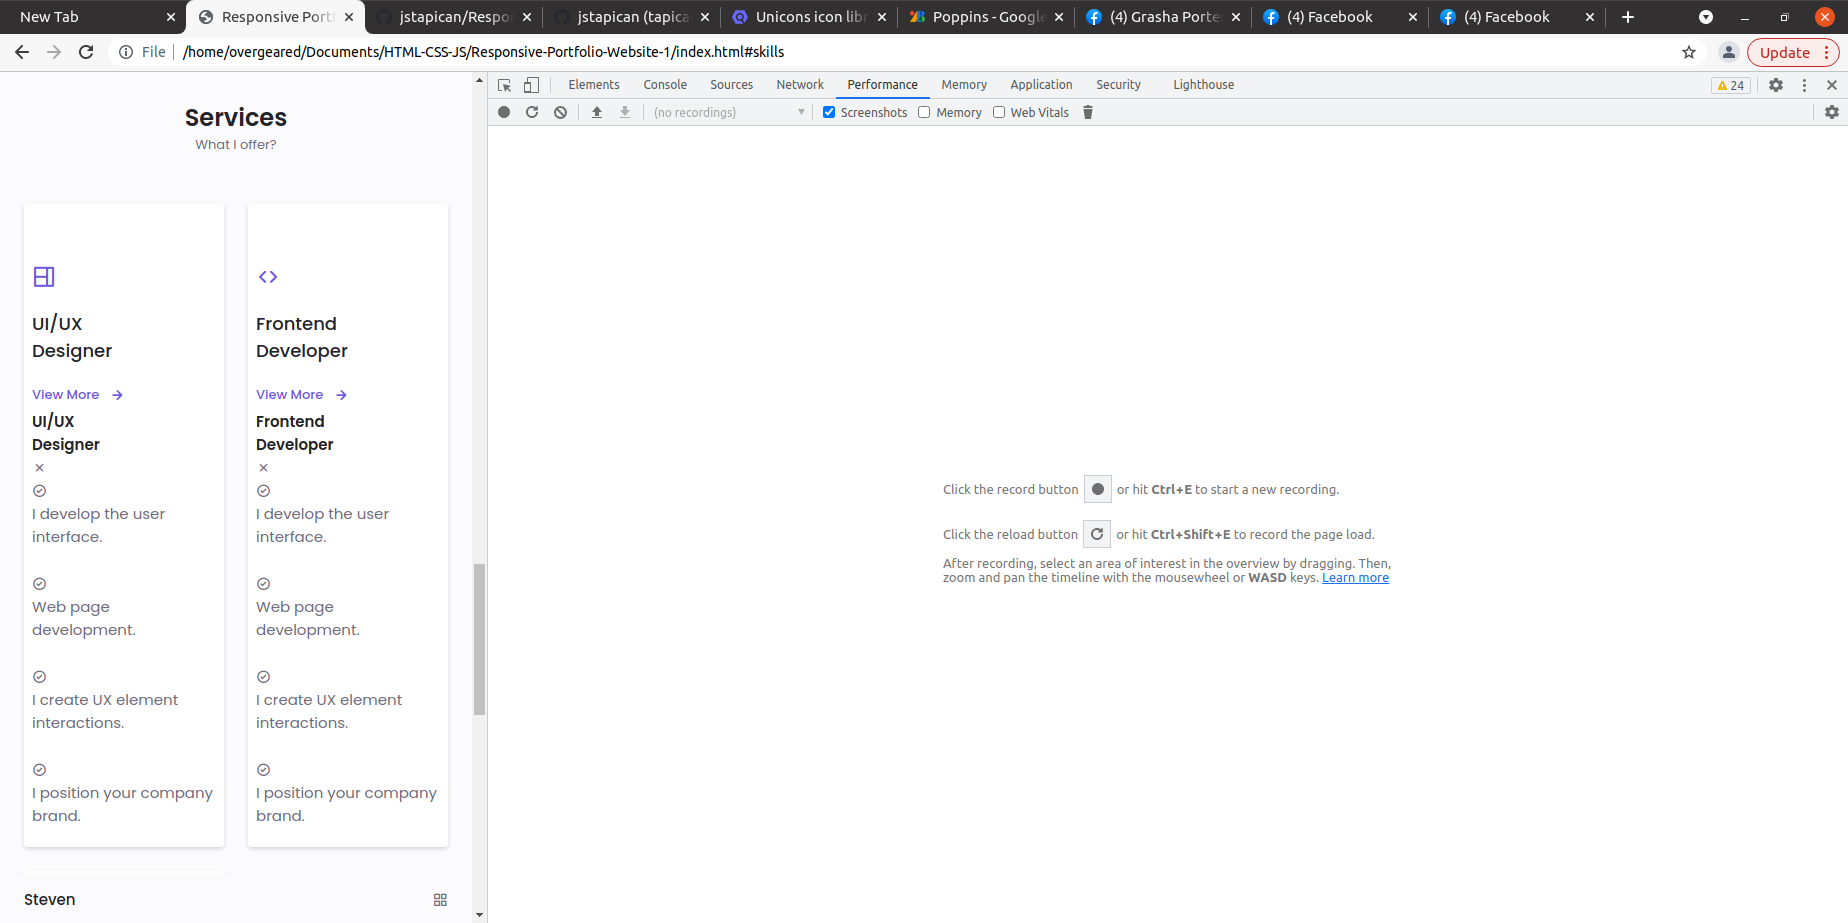 New Tab
Responsive Portf
jstapican/Respon
jstapican (tapica
Unicons icon libr
Poppins - Google
(4) Grasha Porte
(4) Facebook
(4) Facebook
File
/home/overgeared/Documents/HTML-CSS-JS/Responsive-Portfolio-Website-1/index.html#skills
Update
Elements
Console
Sources
Network
Performance
Memory
Application
Security
Lighthouse
24
(no recordings)
Screenshots
Memory
Web Vitals
Services
What I offer?
UI/UX
Designer
View More
UI/UX
Designer
I develop the user
interface.
Web page
development.
I create UX element
interactions.
I position your company
brand.
Frontend
Developer
View More
Frontend
Developer
I develop the user
interface.
Web page
development.
I create UX element
interactions.
I position your company
brand.
Steven
Click the record button or hit Ctrl+E to start a new recording.
Click the reload button or hit Ctrl+Shift+E to record the page load.
After recording, select an area of interest in the overview by dragging. Then,
zoom and pan the timeline with the mousewheel or WASD keys. Learn more